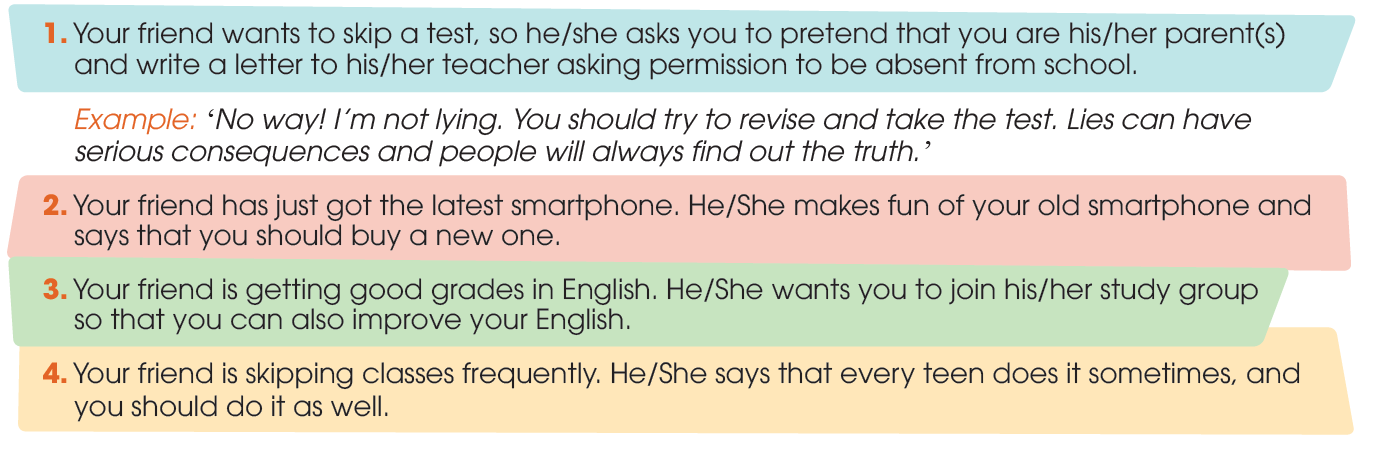 1. Your friend wants to skip a test, so he/she asks you to pretend that you are his/her parent(s)
and write a letter to his/her teacher asking permission to be absent from school.
Example: ‘No way! I’m not lying. You should try to revise and take the test. Lies can have
serious consequences and people will always find out the truth.’
2. Your friend has just got the latest smartphone. He/She makes fun of your old smartphone and
says that you should buy a new one.
3. Your friend is getting good grades in English. He/She wants you to join his/her study group
so that you can also improve your English.
4. Your friend is skipping classes frequently. He/She says that every teen does it sometimes, and
you should do it as well.